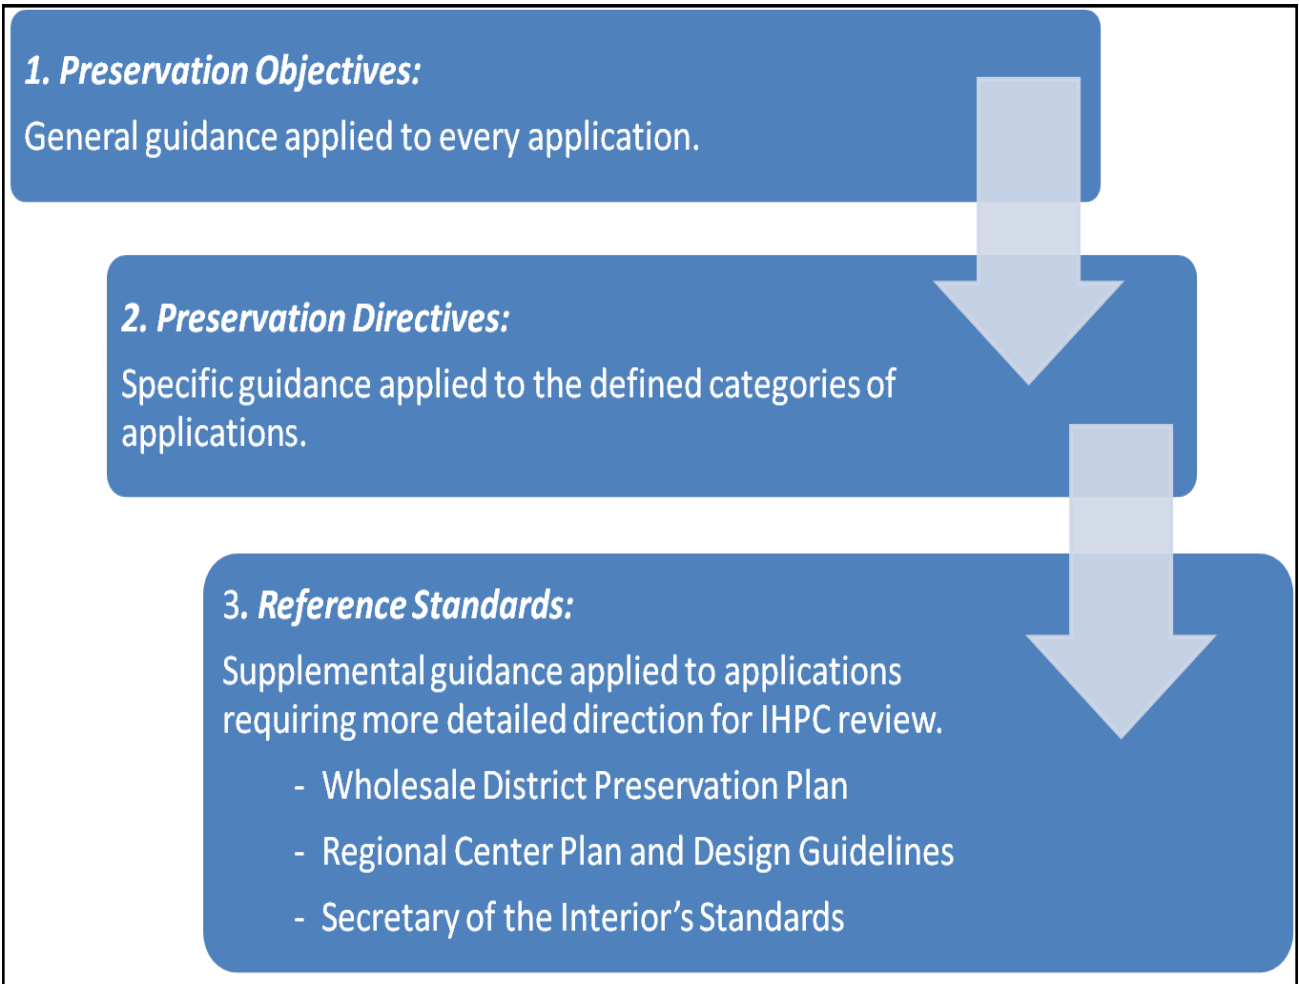 1. Preservation Objectives:
General guidance applied to every application.
2. Preservation Directives:
Specific guidance applied to the defined categories of
applications.
3. Reference Standards:
Supplemental guidance applied to applications
requiring more detailed direction for IHPC review.
- Wholesale District Preservation Plan
- Regional Center Plan and Design Guidelines
- Secretary of the Interior’s Standards